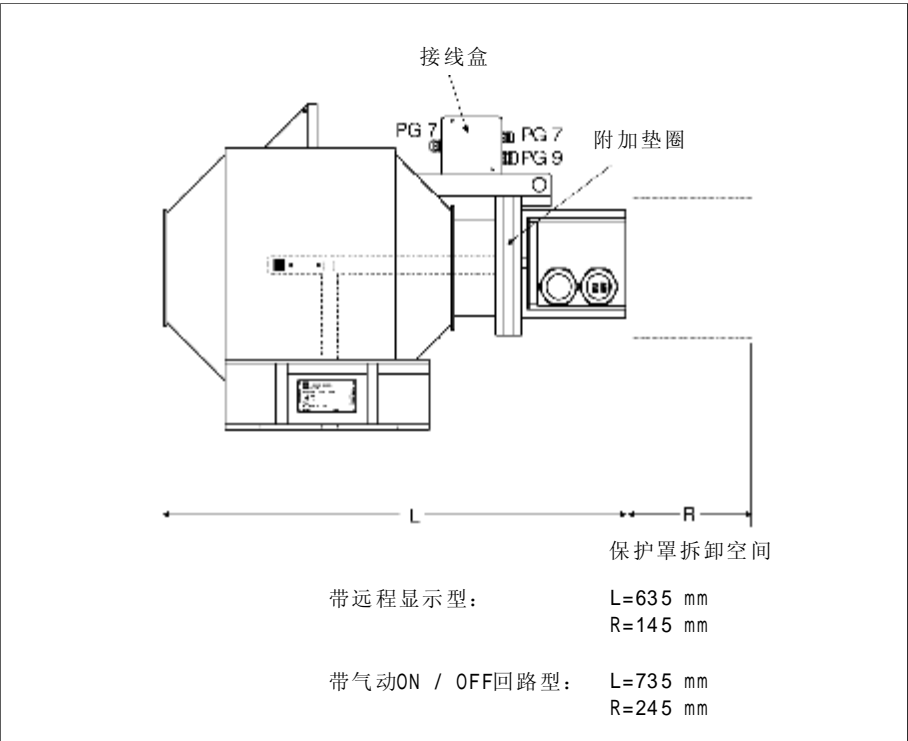 接线盒
PG 7
PG 7
PG 9
附加垫圈
L
R
保护罩拆卸空间
带远程显示型: L=635 mm
R=145 mm
带气动ON / OFF回路型: L=735 mm
R=245 mm